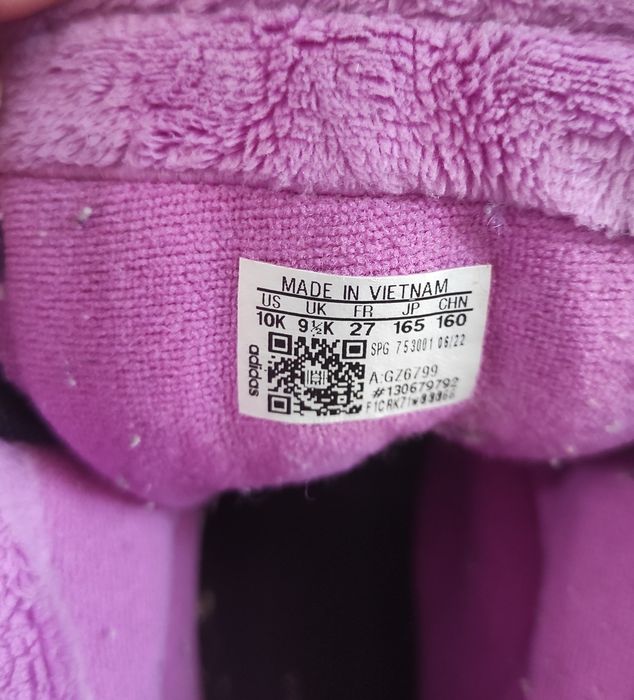 MADE IN VIETNAM
US UK FR JP CHN
10K 9½K 27 165 160
adidas
SPG 753001 06/22
A:GZ6799
#130679792